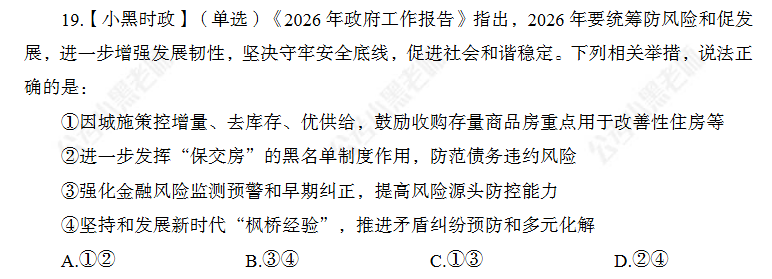 19.【小黑时政】（单选）《2026 年政府工作报告》指出，2026 年要统筹防风险和促发
展，进一步增强发展韧性，坚决守牢安全底线，促进社会和谐稳定。下列相关举措，说法正
确的是：
①因城施策控增量、去库存、优供给，鼓励收购存量商品房重点用于改善性住房等
②进一步发挥“保交房”的黑名单制度作用，防范债务违约风险
③强化金融风险监测预警和早期纠正，提高风险源头防控能力
④坚持和发展新时代“枫桥经验”，推进矛盾纠纷预防和多元化解
A.①② B.③④ C.①③ D.②④